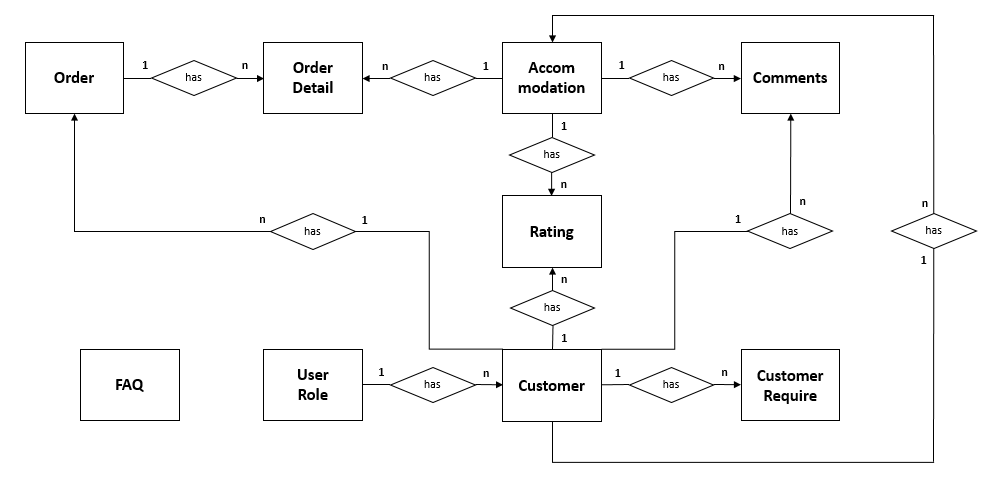 Order
1
has
n
Order
Detail
n
has
1
Accom
modation
1
has
n
Comments
1
has
n
n
has
1
Rating
1
has
n
n
has
1
n
has
1
FAQ
User
Role
1
has
n
Customer
1
has
n
Customer
Require